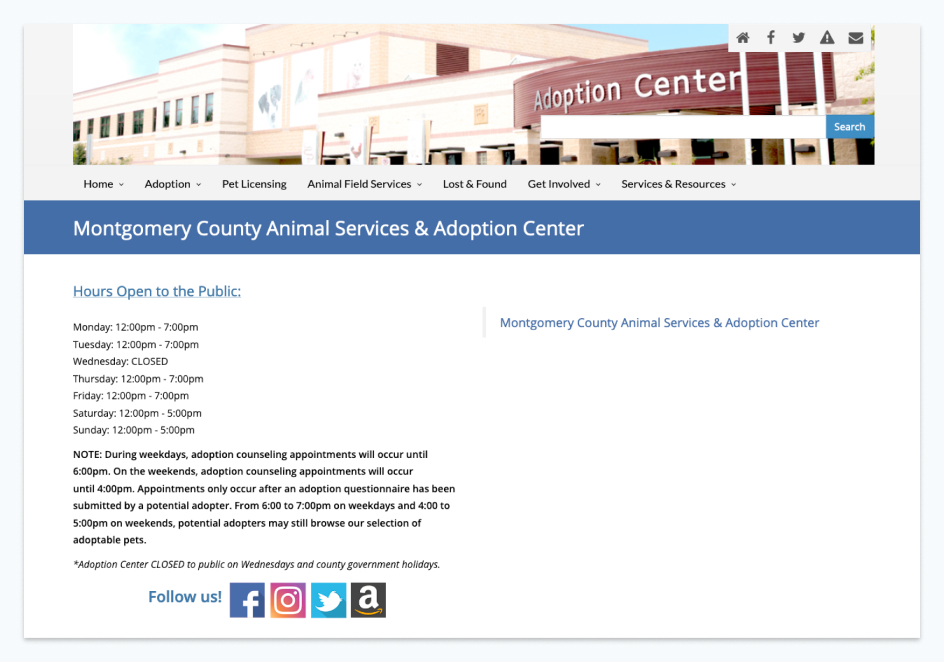 Adoption Center
Search
Home
Adoption
Pet Licensing
Animal Field Services
Lost & Found
Get Involved
Services & Resources
Montgomery County Animal Services & Adoption Center
Hours Open to the Public:
Monday: 12:00pm - 7:00pm
Tuesday: 12:00pm - 7:00pm
Wednesday: CLOSED
Thursday: 12:00pm - 7:00pm
Friday: 12:00pm - 7:00pm
Saturday: 12:00pm - 5:00pm
Sunday: 12:00pm - 5:00pm
NOTE: During weekdays, adoption counseling appointments will occur until
6:00pm. On the weekends, adoption counseling appointments will occur
until 4:00pm. Appointments only occur after an adoption questionnaire has been
submitted by a potential adopter. From 6:00 to 7:00pm on weekdays and 4:00 to
5:00pm on weekends, potential adopters may still browse our selection of
adoptable pets.
*Adoption Center CLOSED to public on Wednesdays and county government holidays.
Follow us!
Montgomery County Animal Services & Adoption Center